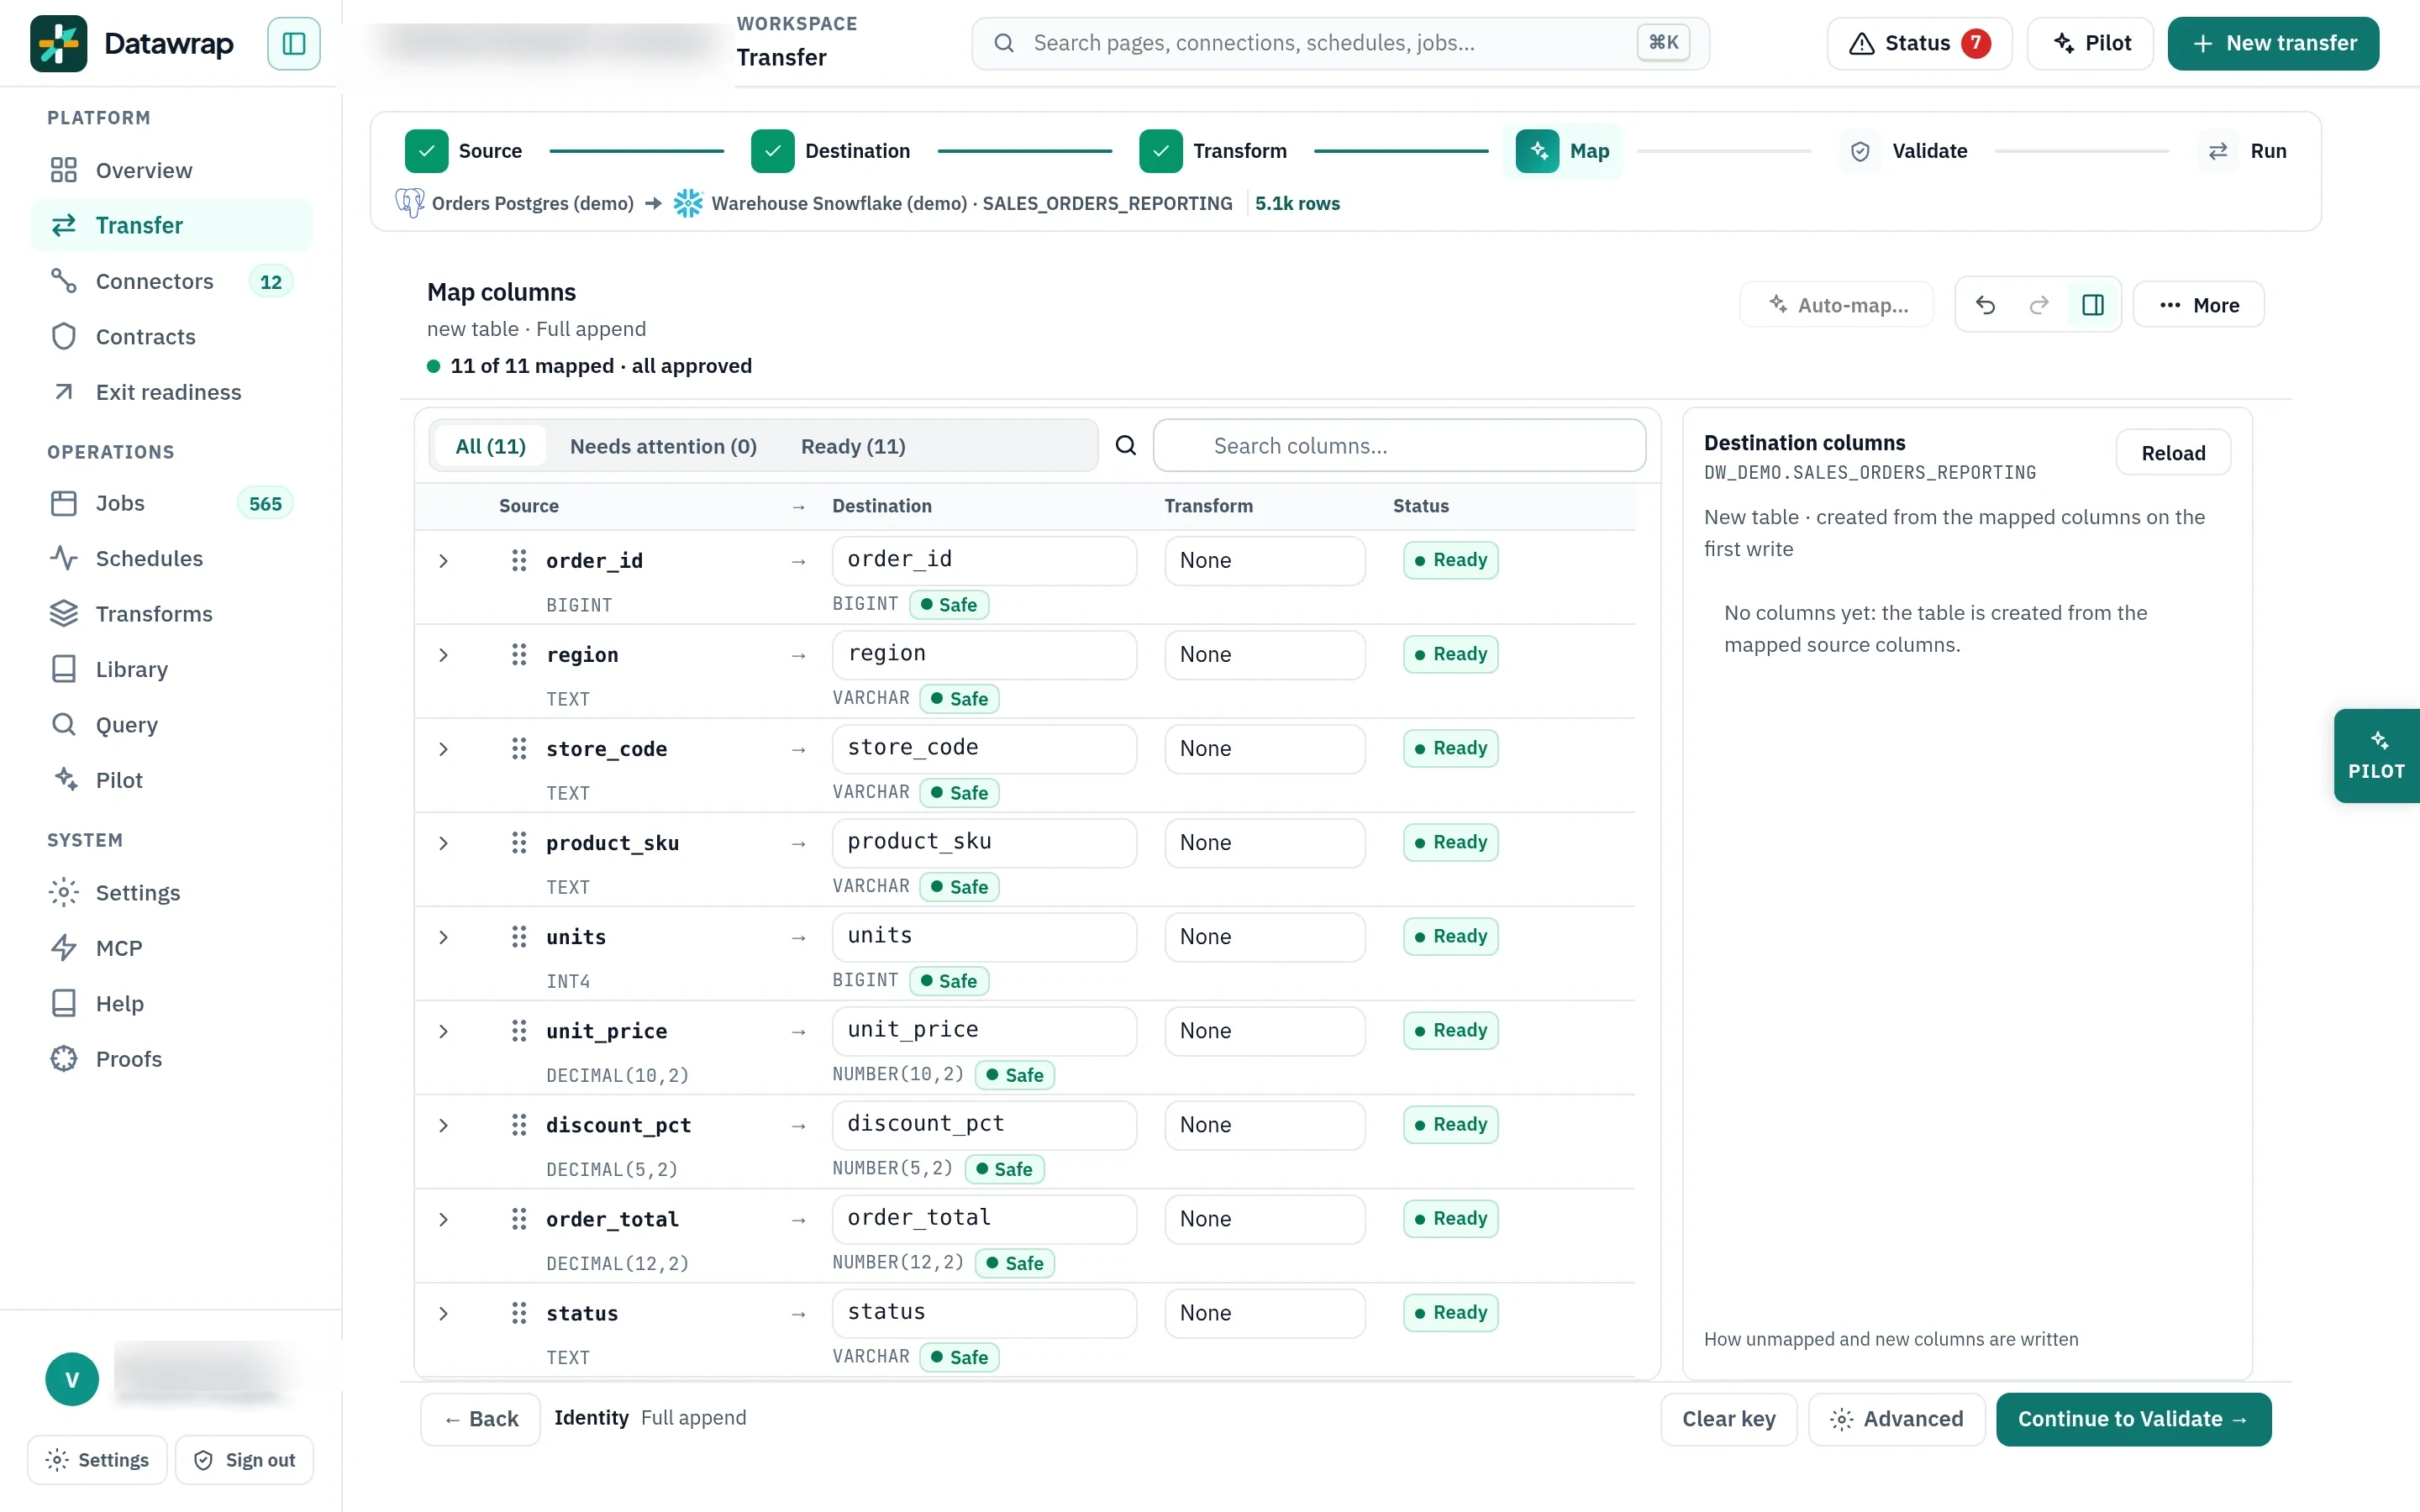 Datawrap
WORKSPACE
Transfer
Search pages, connections, schedules, jobs...
⌘K
Status 7
Pilot
+ New transfer
PLATFORM
Overview
Transfer
Connectors 12
Contracts
Exit readiness
OPERATIONS
Jobs 565
Schedules
Transforms
Library
Query
Pilot
SYSTEM
Settings
MCP
Help
Proofs
V
Settings
Sign out
Source
Destination
Transform
Map
Validate
Run
Orders Postgres (demo) → Warehouse Snowflake (demo) · SALES_ORDERS_REPORTING 5.1k rows
Map columns
new table · Full append
11 of 11 mapped · all approved
Auto-map...
More
All (11) Needs attention (0) Ready (11)
Search columns...
Source → Destination Transform Status
order_id → order_id None Ready
BIGINT BIGINT Safe
region → region None Ready
TEXT VARCHAR Safe
store_code → store_code None Ready
TEXT VARCHAR Safe
product_sku → product_sku None Ready
TEXT VARCHAR Safe
units → units None Ready
INT4 BIGINT Safe
unit_price → unit_price None Ready
DECIMAL(10,2) NUMBER(10,2) Safe
discount_pct → discount_pct None Ready
DECIMAL(5,2) NUMBER(5,2) Safe
order_total → order_total None Ready
DECIMAL(12,2) NUMBER(12,2) Safe
status → status None Ready
TEXT VARCHAR Safe
Destination columns
DW_DEMO.SALES_ORDERS_REPORTING
Reload
New table · created from the mapped columns on the
first write
No columns yet: the table is created from the
mapped source columns.
How unmapped and new columns are written
PILOT
← Back
Identity Full append
Clear key
Advanced
Continue to Validate →